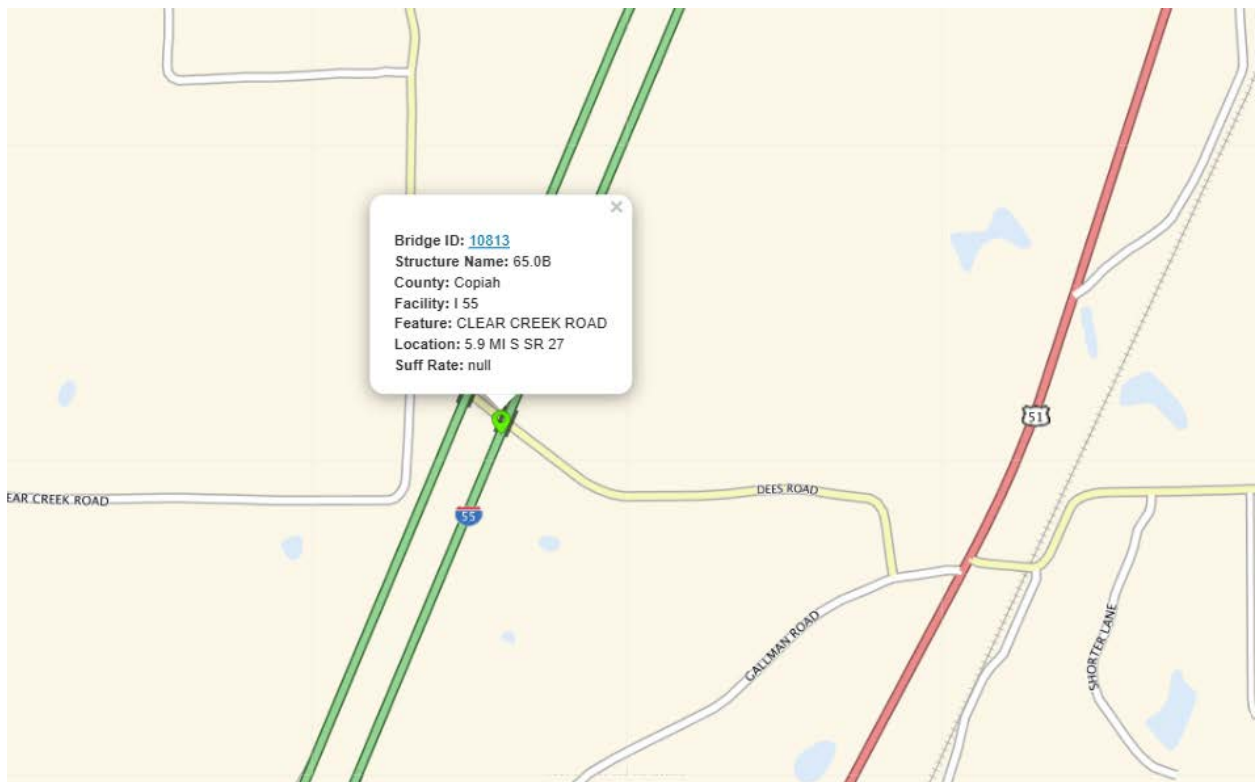 ×
Bridge ID: 10813
Structure Name: 65.0B
County: Copiah
Facility: I 55
Feature: CLEAR CREEK ROAD
Location: 5.9 MI S SR 27
Suff Rate: null
51
DEES ROAD
EAR CREEK ROAD
55
GALLMAN ROAD
SHORTER LANE